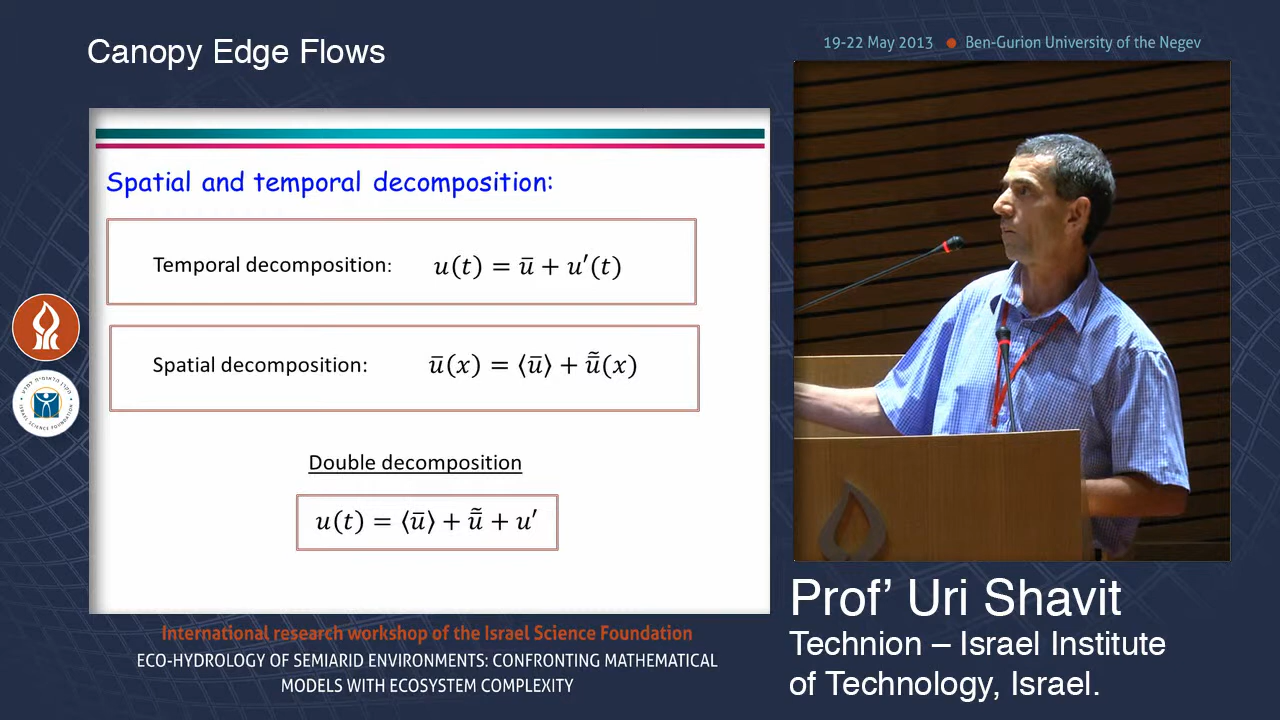 Canopy Edge Flows
19-22 May 2013 ● Ben-Gurion University of the Negev
Spatial and temporal decomposition:
Temporal decomposition: u(t) = ū + u′(t)
Spatial decomposition: ū(x) = ⟨ū⟩ + ū̃(x)
Double decomposition
u(t) = ⟨ū⟩ + ū̃ + u′
International research workshop of the Israel Science Foundation
ECO-HYDROLOGY OF SEMIARID ENVIRONMENTS: CONFRONTING MATHEMATICAL
MODELS WITH ECOSYSTEM COMPLEXITY
Prof’ Uri Shavit
Technion – Israel Institute
of Technology, Israel.